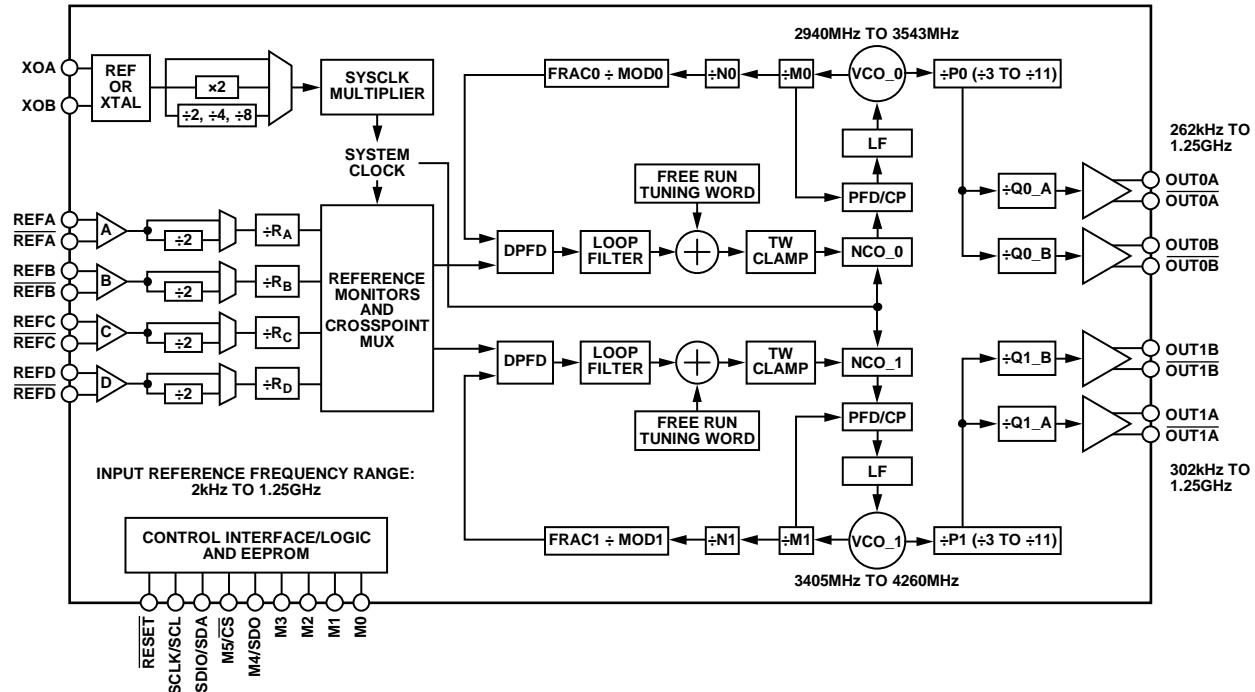 2940MHz TO 3543MHz
XOA
XOB
REF
OR
XTAL
×2
÷2, ÷4, ÷8
SYSCLK
MULTIPLIER
SYSTEM
CLOCK
FRAC0 ÷ MOD0
÷N0
÷M0
VCO_0
÷P0 (÷3 TO ÷11)
LF
PFD/CP
262kHz TO
1.25GHz
FREE RUN
TUNING WORD
REFA
REFA
A
÷2
÷RA
REFB
REFB
B
÷2
÷RB
REFC
REFC
C
÷2
÷RC
REFD
REFD
D
÷2
÷RD
REFERENCE
MONITORS
AND
CROSSPOINT
MUX
DPFD
LOOP
FILTER
+
TW
CLAMP
NCO_0
÷Q0_A
OUT0A
OUT0A
÷Q0_B
OUT0B
OUT0B
DPFD
LOOP
FILTER
+
TW
CLAMP
NCO_1
÷Q1_B
OUT1B
OUT1B
÷Q1_A
OUT1A
OUT1A
FREE RUN
TUNING WORD
PFD/CP
LF
302kHz TO
1.25GHz
INPUT REFERENCE FREQUENCY RANGE:
2kHz TO 1.25GHz
FRAC1 ÷ MOD1
÷N1
÷M1
VCO_1
÷P1 (÷3 TO ÷11)
3405MHz TO 4260MHz
CONTROL INTERFACE/LOGIC
AND EEPROM
RESET
SCLK/SCL
SDIO/SDA
M5/CS
M4/SDO
M3
M2
M1
M0